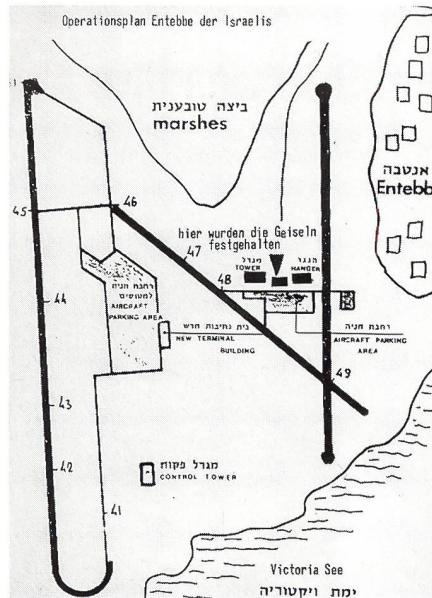 Operationsplan Entebbe der Israelis
ביצה טובענית
marshes
אנטבה
Entebb
45
46
hier wurden die Geiseln
festgehalten
47
48
מגדל
TOWER
הנגר
HANGER
44
רחבת חניה
למטוסים
AIRCRAFT
PARKING AREA
בית נתיבות חדש
NEW TERMINAL
BUILDING
רחבת חניה
AIRCRAFT PARKING
AREA
49
43
42
מגדל פקוח
CONTROL TOWER
41
Victoria See
ימת ויקטוריה